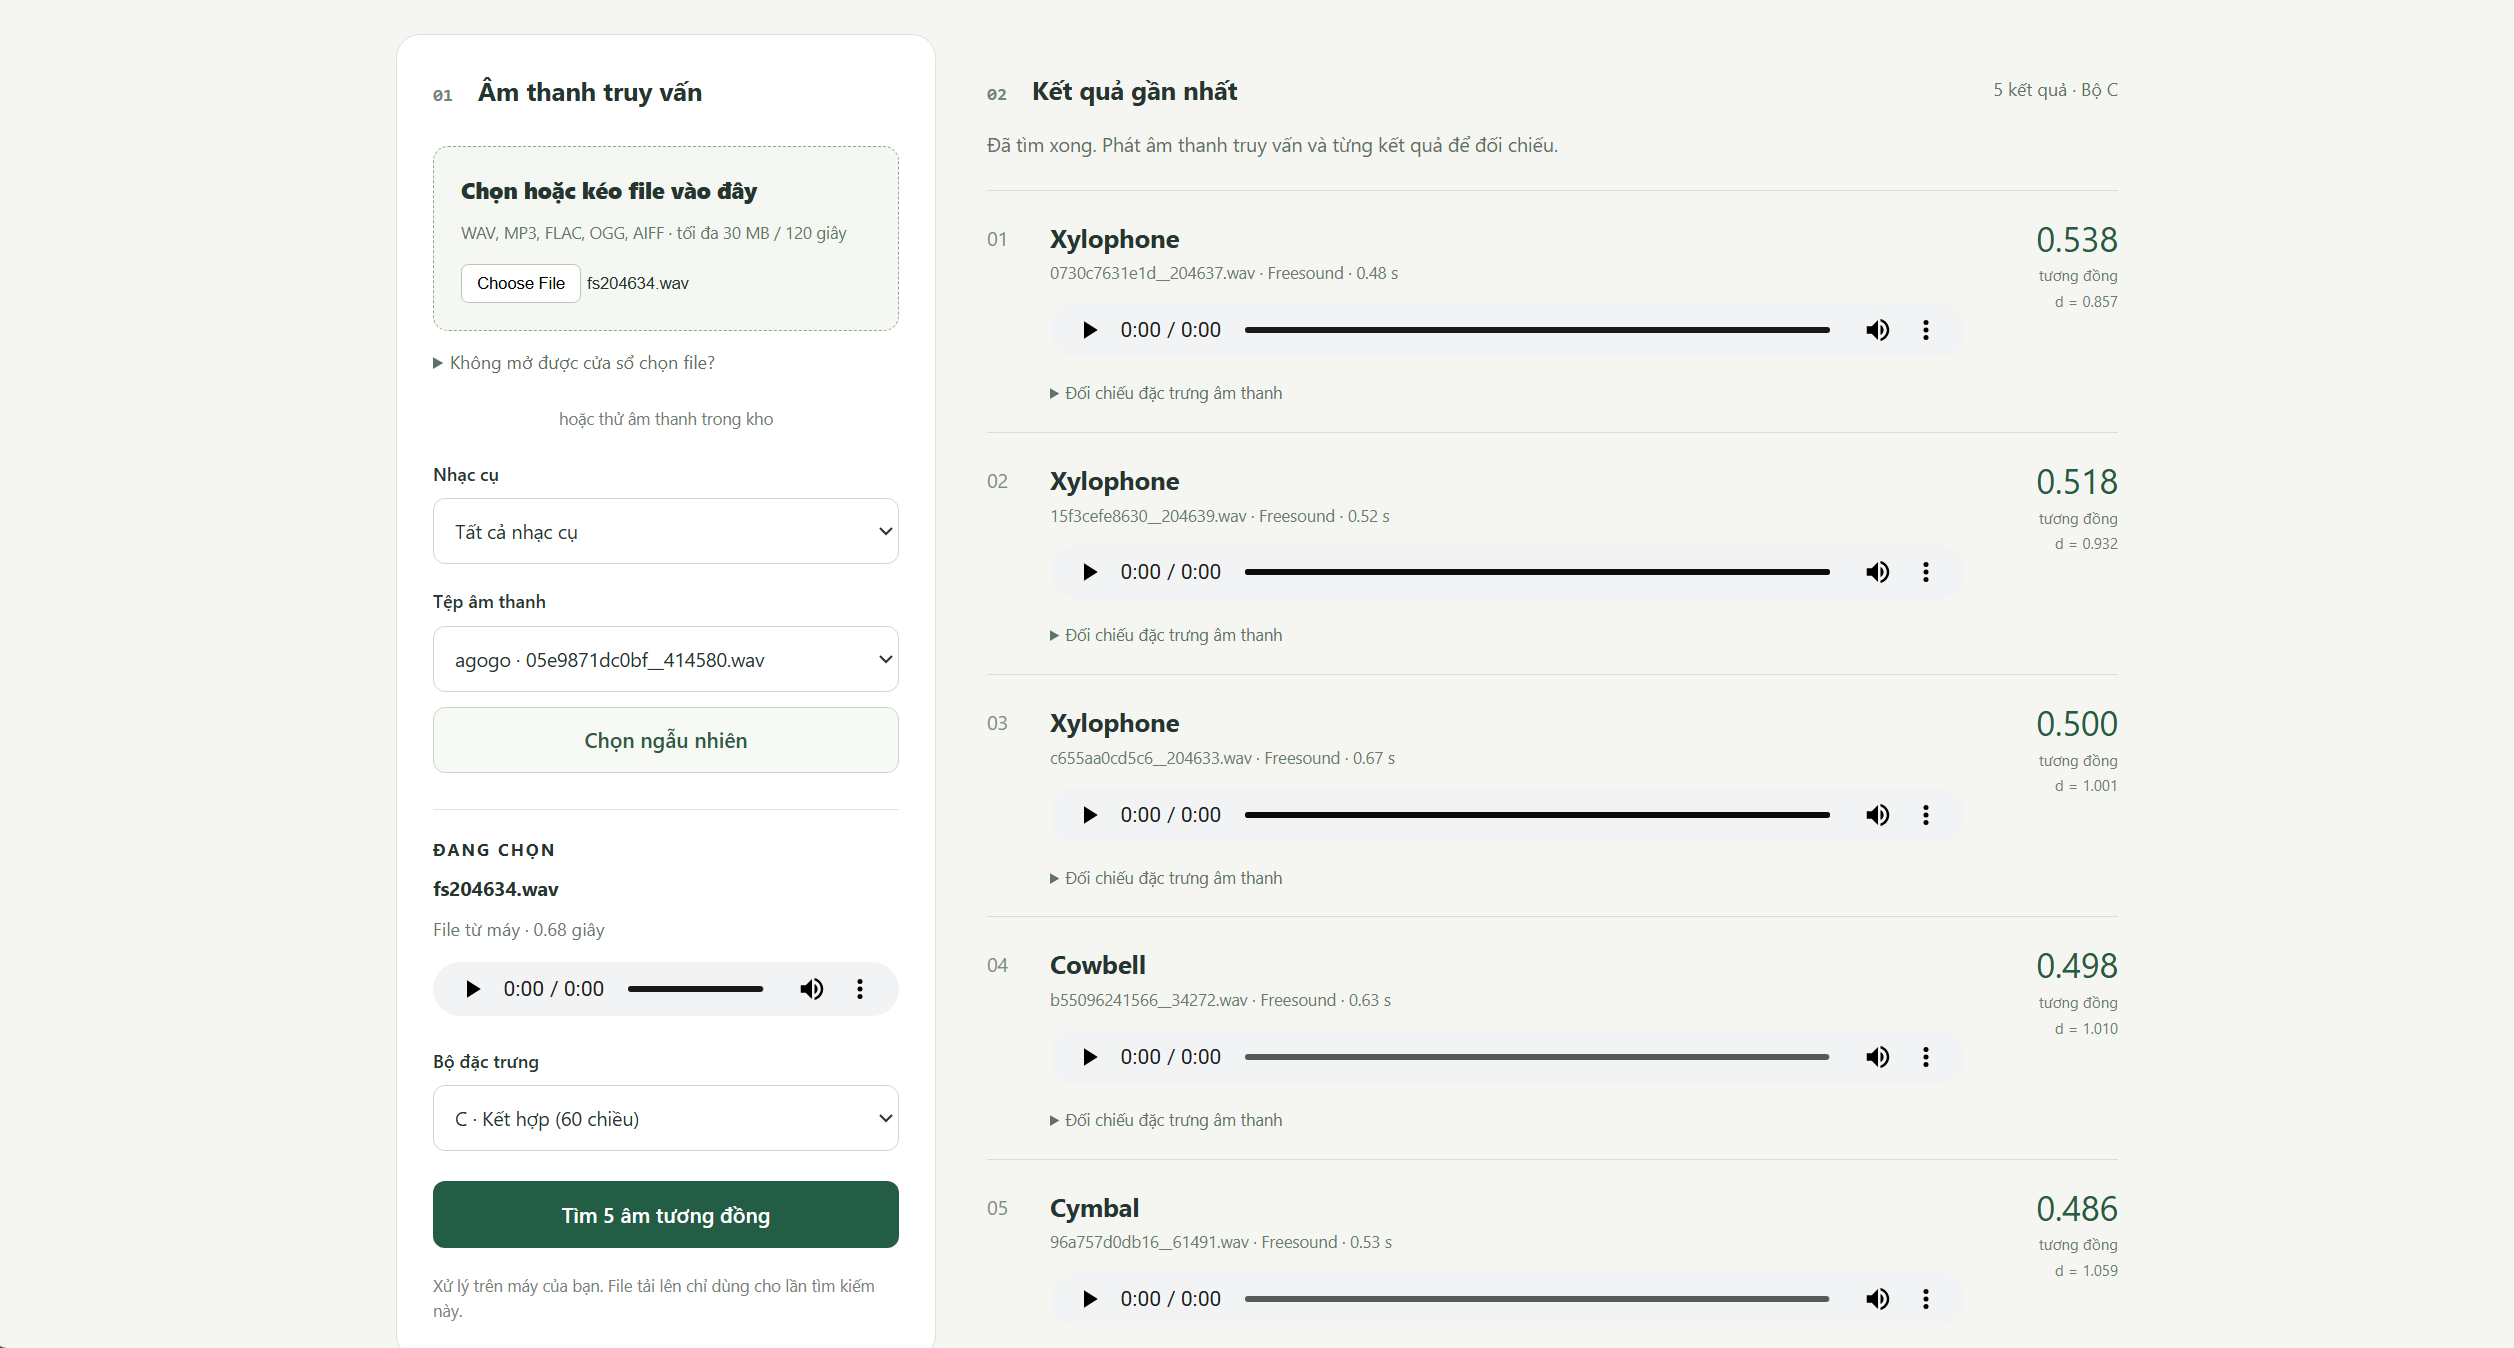 01 Âm thanh truy vấn
Chọn hoặc kéo file vào đây
WAV, MP3, FLAC, OGG, AIFF · tối đa 30 MB / 120 giây
Choose File fs204634.wav
Không mở được cửa sổ chọn file?
hoặc thử âm thanh trong kho
Nhạc cụ
Tất cả nhạc cụ
Tệp âm thanh
agogo · 05e9871dc0bf__414580.wav
Chọn ngẫu nhiên
ĐANG CHỌN
fs204634.wav
File từ máy · 0.68 giây
0:00 / 0:00
Bộ đặc trưng
C · Kết hợp (60 chiều)
Tìm 5 âm tương đồng
Xử lý trên máy của bạn. File tải lên chỉ dùng cho lần tìm kiếm
này.
02 Kết quả gần nhất
5 kết quả · Bộ C
Đã tìm xong. Phát âm thanh truy vấn và từng kết quả để đối chiếu.
01 Xylophone 0.538
0730c7631e1d__204637.wav · Freesound · 0.48 s
tương đồng
d = 0.857
0:00 / 0:00
Đối chiếu đặc trưng âm thanh
02 Xylophone 0.518
15f3cefe8630__204639.wav · Freesound · 0.52 s
tương đồng
d = 0.932
0:00 / 0:00
Đối chiếu đặc trưng âm thanh
03 Xylophone 0.500
c655aa0cd5c6__204633.wav · Freesound · 0.67 s
tương đồng
d = 1.001
0:00 / 0:00
Đối chiếu đặc trưng âm thanh
04 Cowbell 0.498
b55096241566__34272.wav · Freesound · 0.63 s
tương đồng
d = 1.010
0:00 / 0:00
Đối chiếu đặc trưng âm thanh
05 Cymbal 0.486
96a757d0db16__61491.wav · Freesound · 0.53 s
tương đồng
d = 1.059
0:00 / 0:00